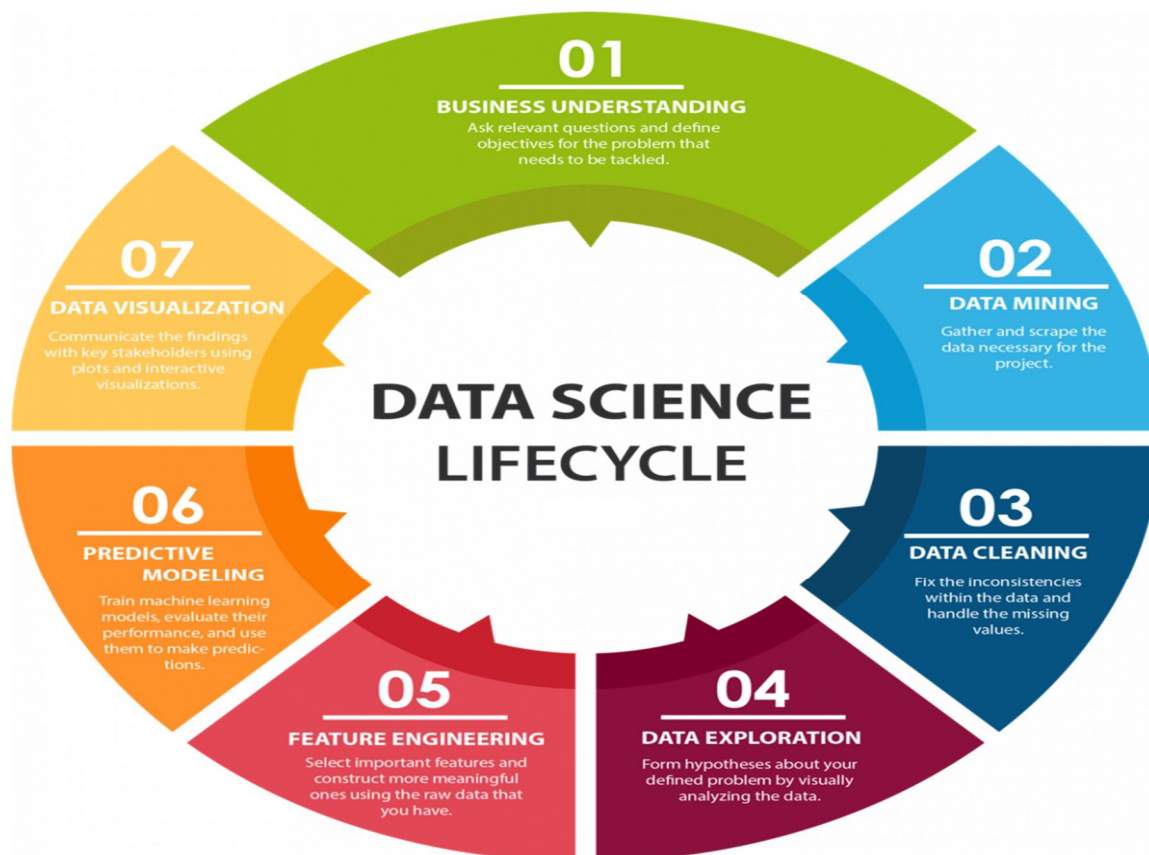 01
BUSINESS UNDERSTANDING
Ask relevant questions and define
objectives for the problem that
needs to be tackled.
02
DATA MINING
Gather and scrape the
data necessary for the
project.
03
DATA CLEANING
Fix the inconsistencies
within the data and
handle the missing
values.
04
DATA EXPLORATION
Form hypotheses about your
defined problem by visually
analyzing the data.
05
FEATURE ENGINEERING
Select important features and
construct more meaningful
ones using the raw data that
you have.
06
PREDICTIVE
MODELING
Train machine learning
models, evaluate their
performance, and use
them to make predic-
tions.
07
DATA VISUALIZATION
Communicate the findings
with key stakeholders using
plots and interactive
visualizations.
DATA SCIENCE
LIFECYCLE